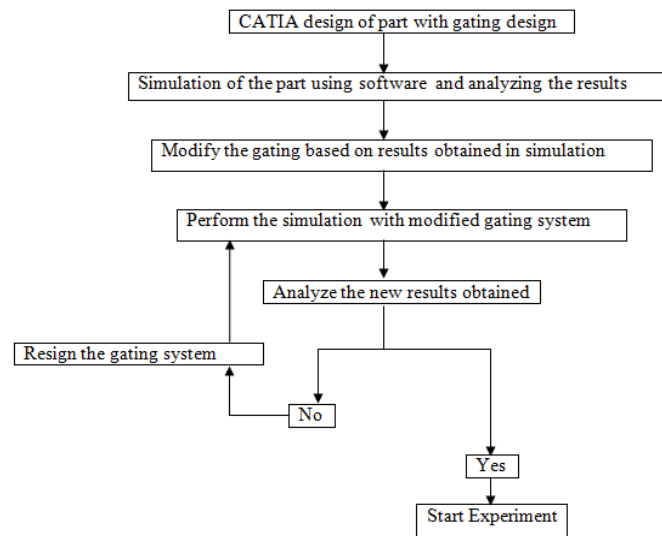 CATIA design of part with gating design
Simulation of the part using software and analyzing the results
Modify the gating based on results obtained in simulation
Perform the simulation with modified gating system
Analyze the new results obtained
Resign the gating system
No
Yes
Start Experiment